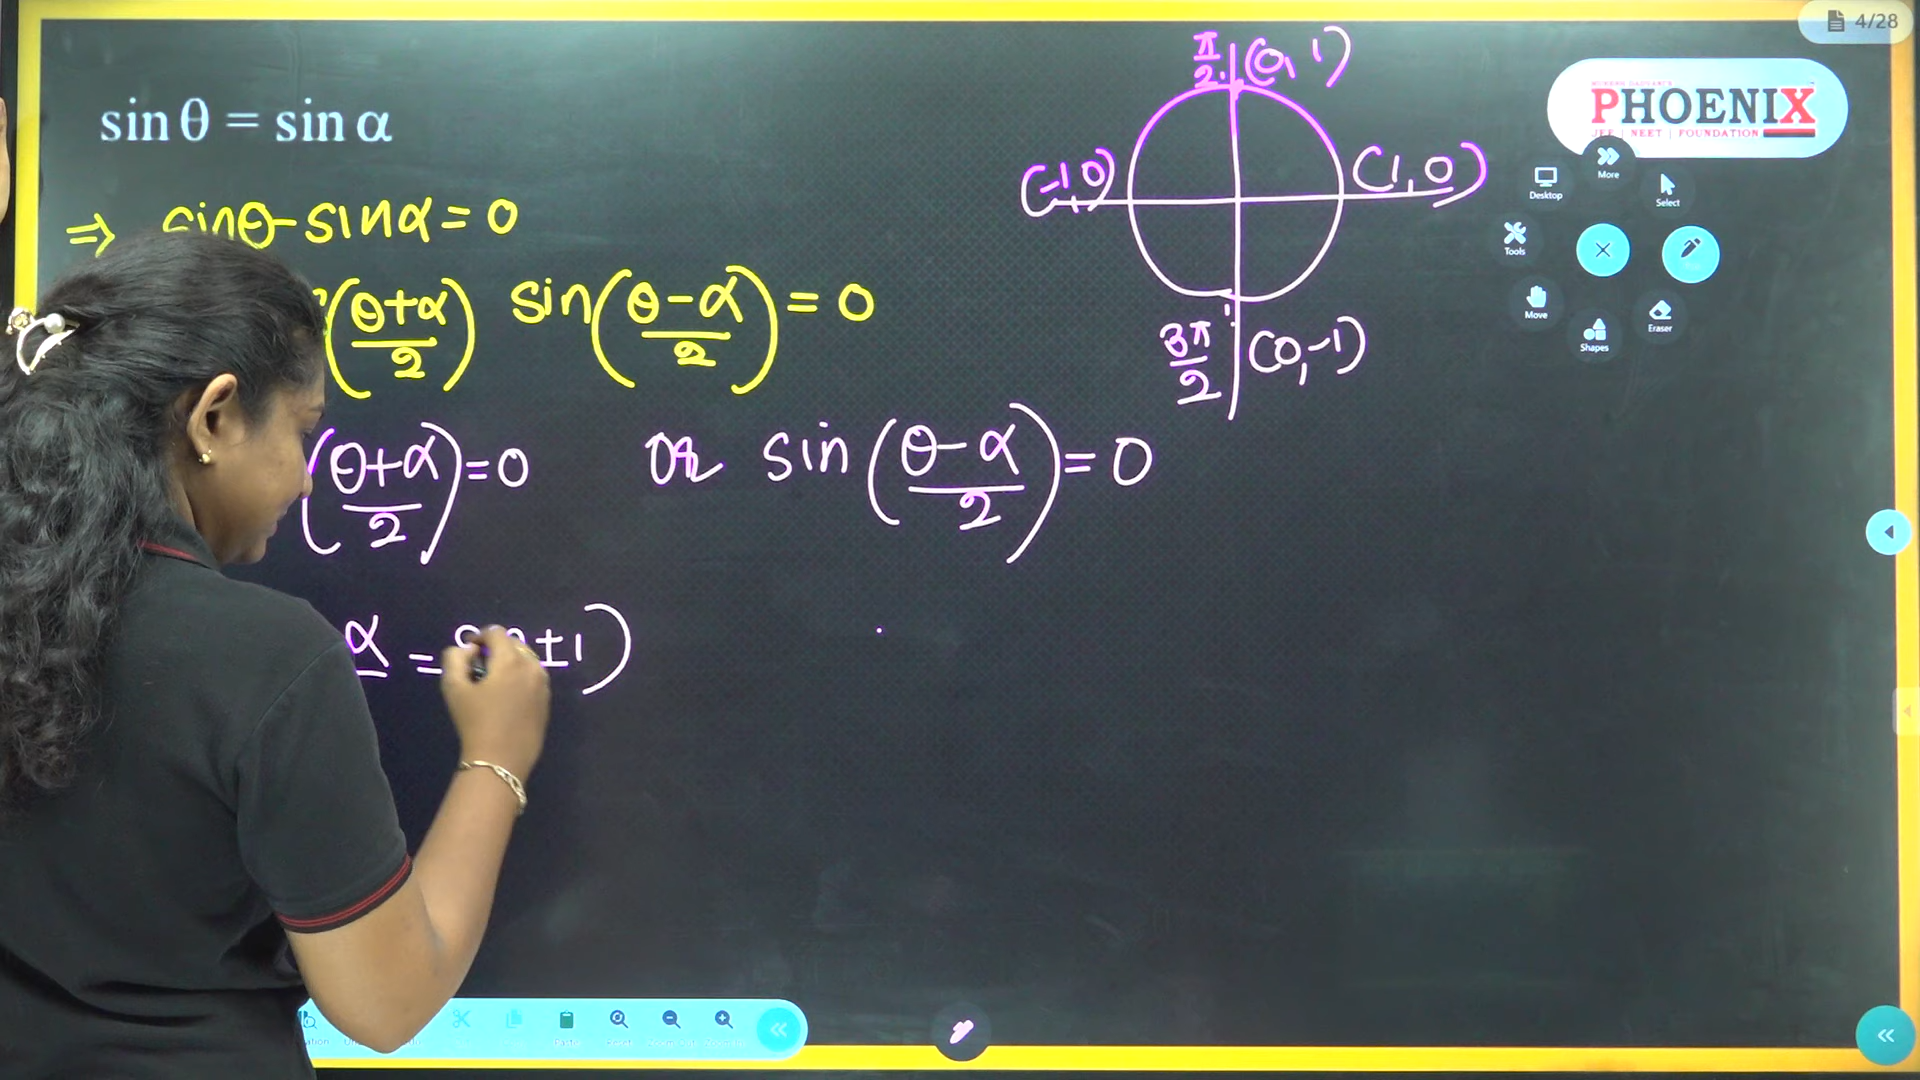 4/28
sin θ = sin α
⇒ sinθ - sinα = 0
(θ+α/2) sin(θ-α/2) = 0
(θ+α/2) = 0 or sin(θ-α/2) = 0
α = ± 1)
π/2 (0, 1)
(-1,0) (1,0)
3π/2 (0,-1)
PHOENIX
JEE | NEET | FOUNDATION
More
Desktop
Select
Tools
Move
Eraser
Shapes
Paste
Reset